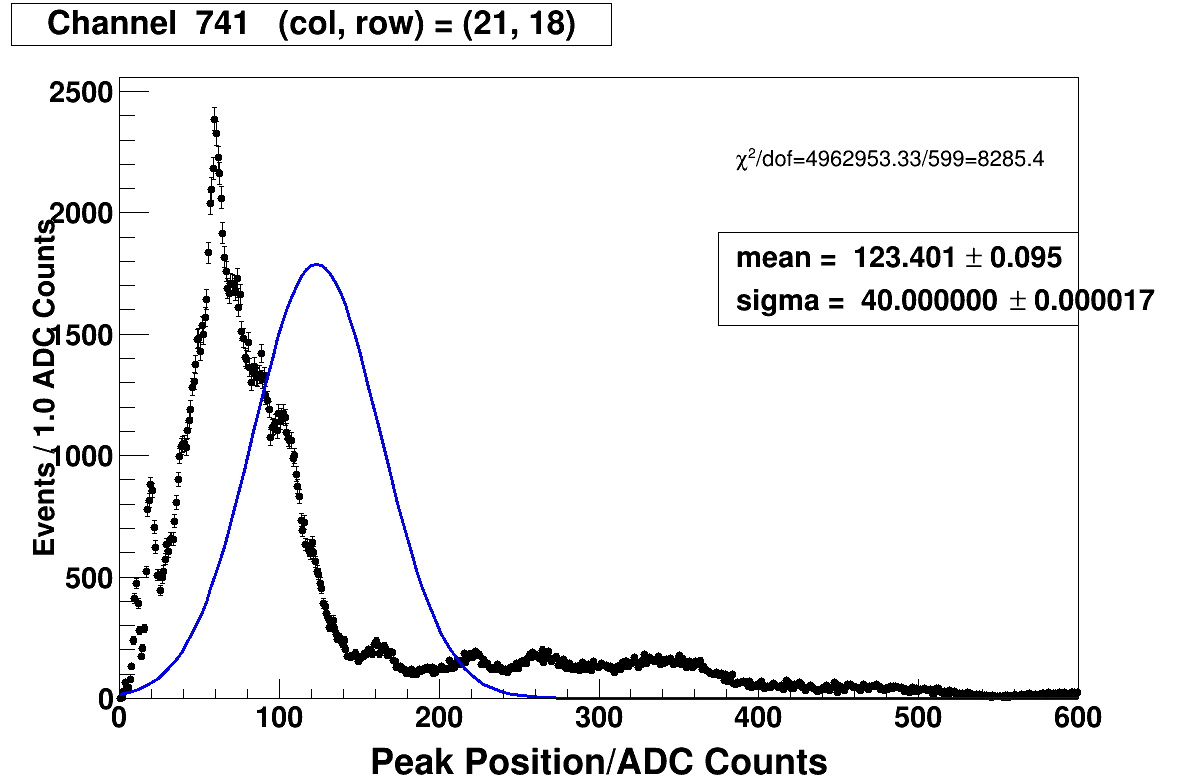 Channel 741 (col, row) = (21, 18)
2500
2000
1500
1000
500
0
Events / 1.0 ADC Counts
χ²/dof=4962953.33/599=8285.4
mean = 123.401 ± 0.095
sigma = 40.000000 ± 0.000017
0 100 200 300 400 500 600
Peak Position/ADC Counts